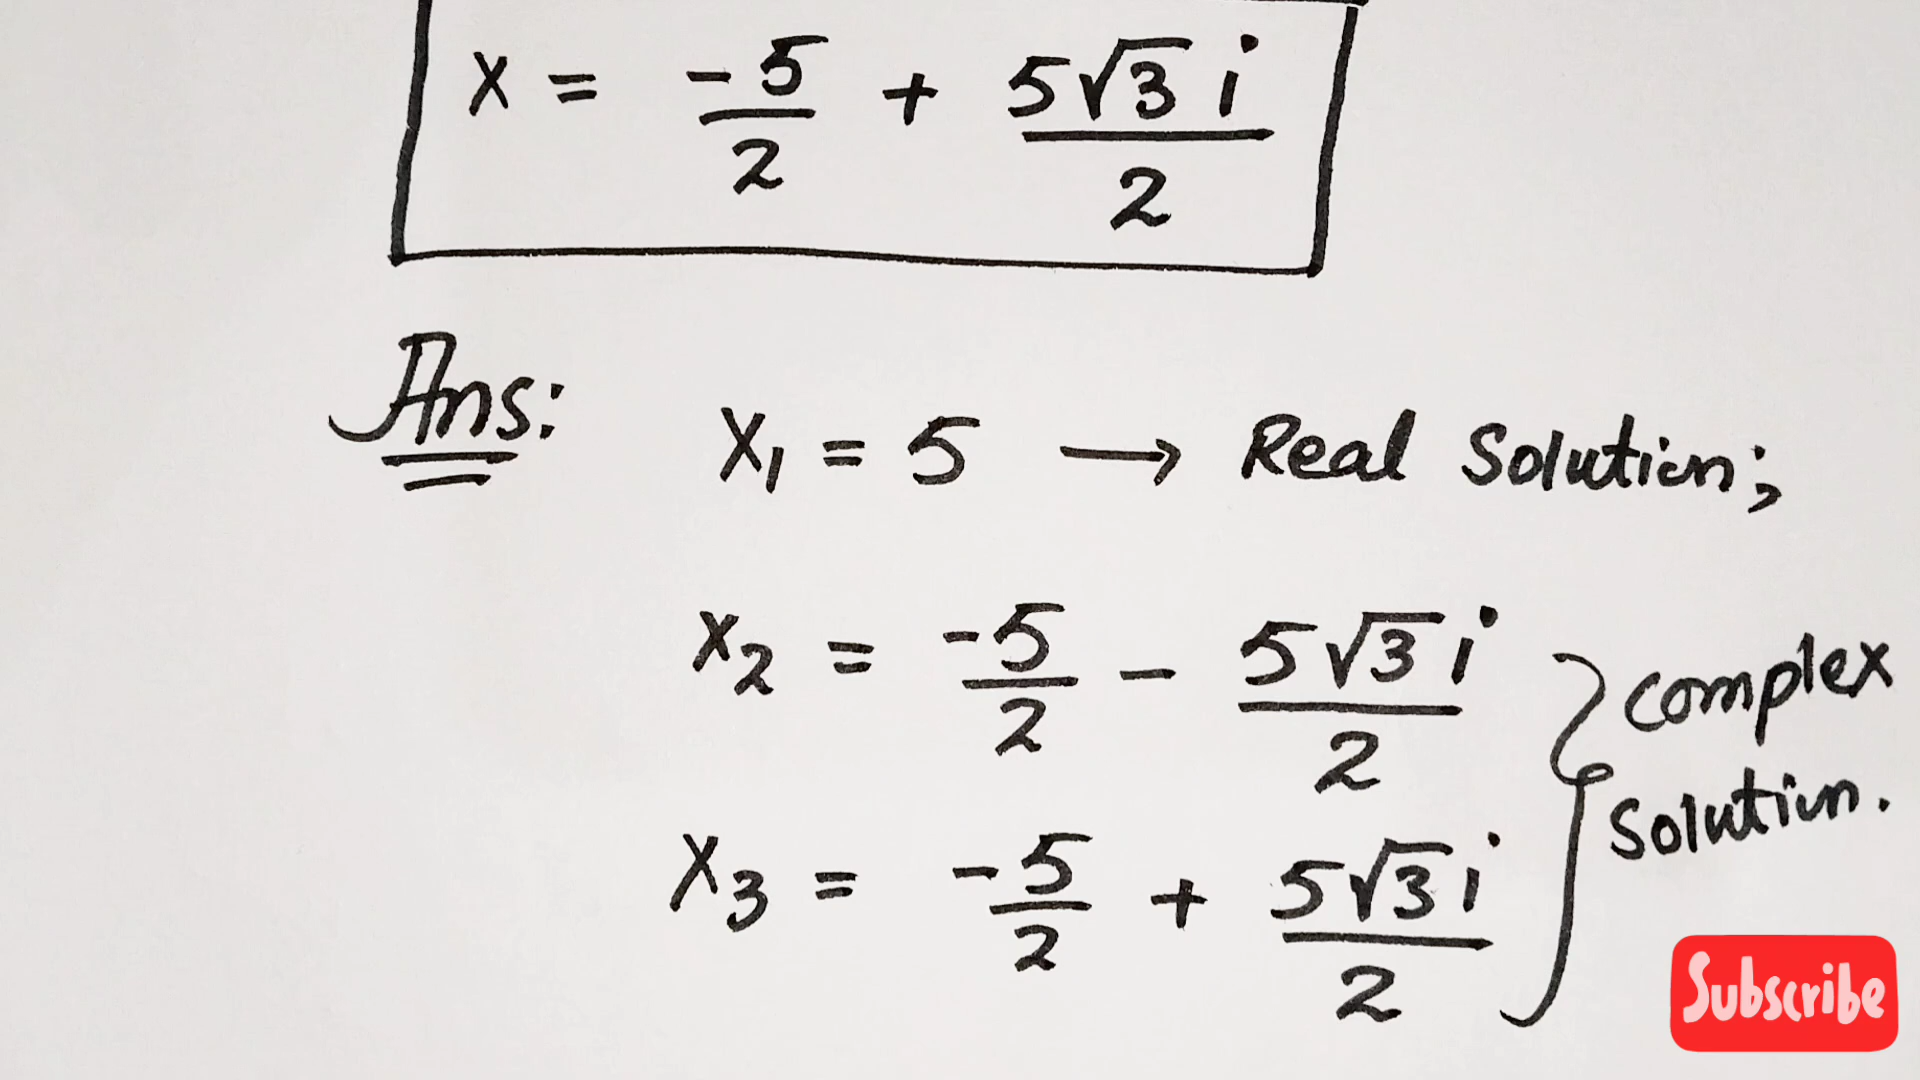 x = -5/2 + 5√3 i/2
Ans: x₁ = 5 → Real Solution;
x₂ = -5/2 - 5√3 i/2
complex
solution.
x₃ = -5/2 + 5√3 i/2
Subscribe